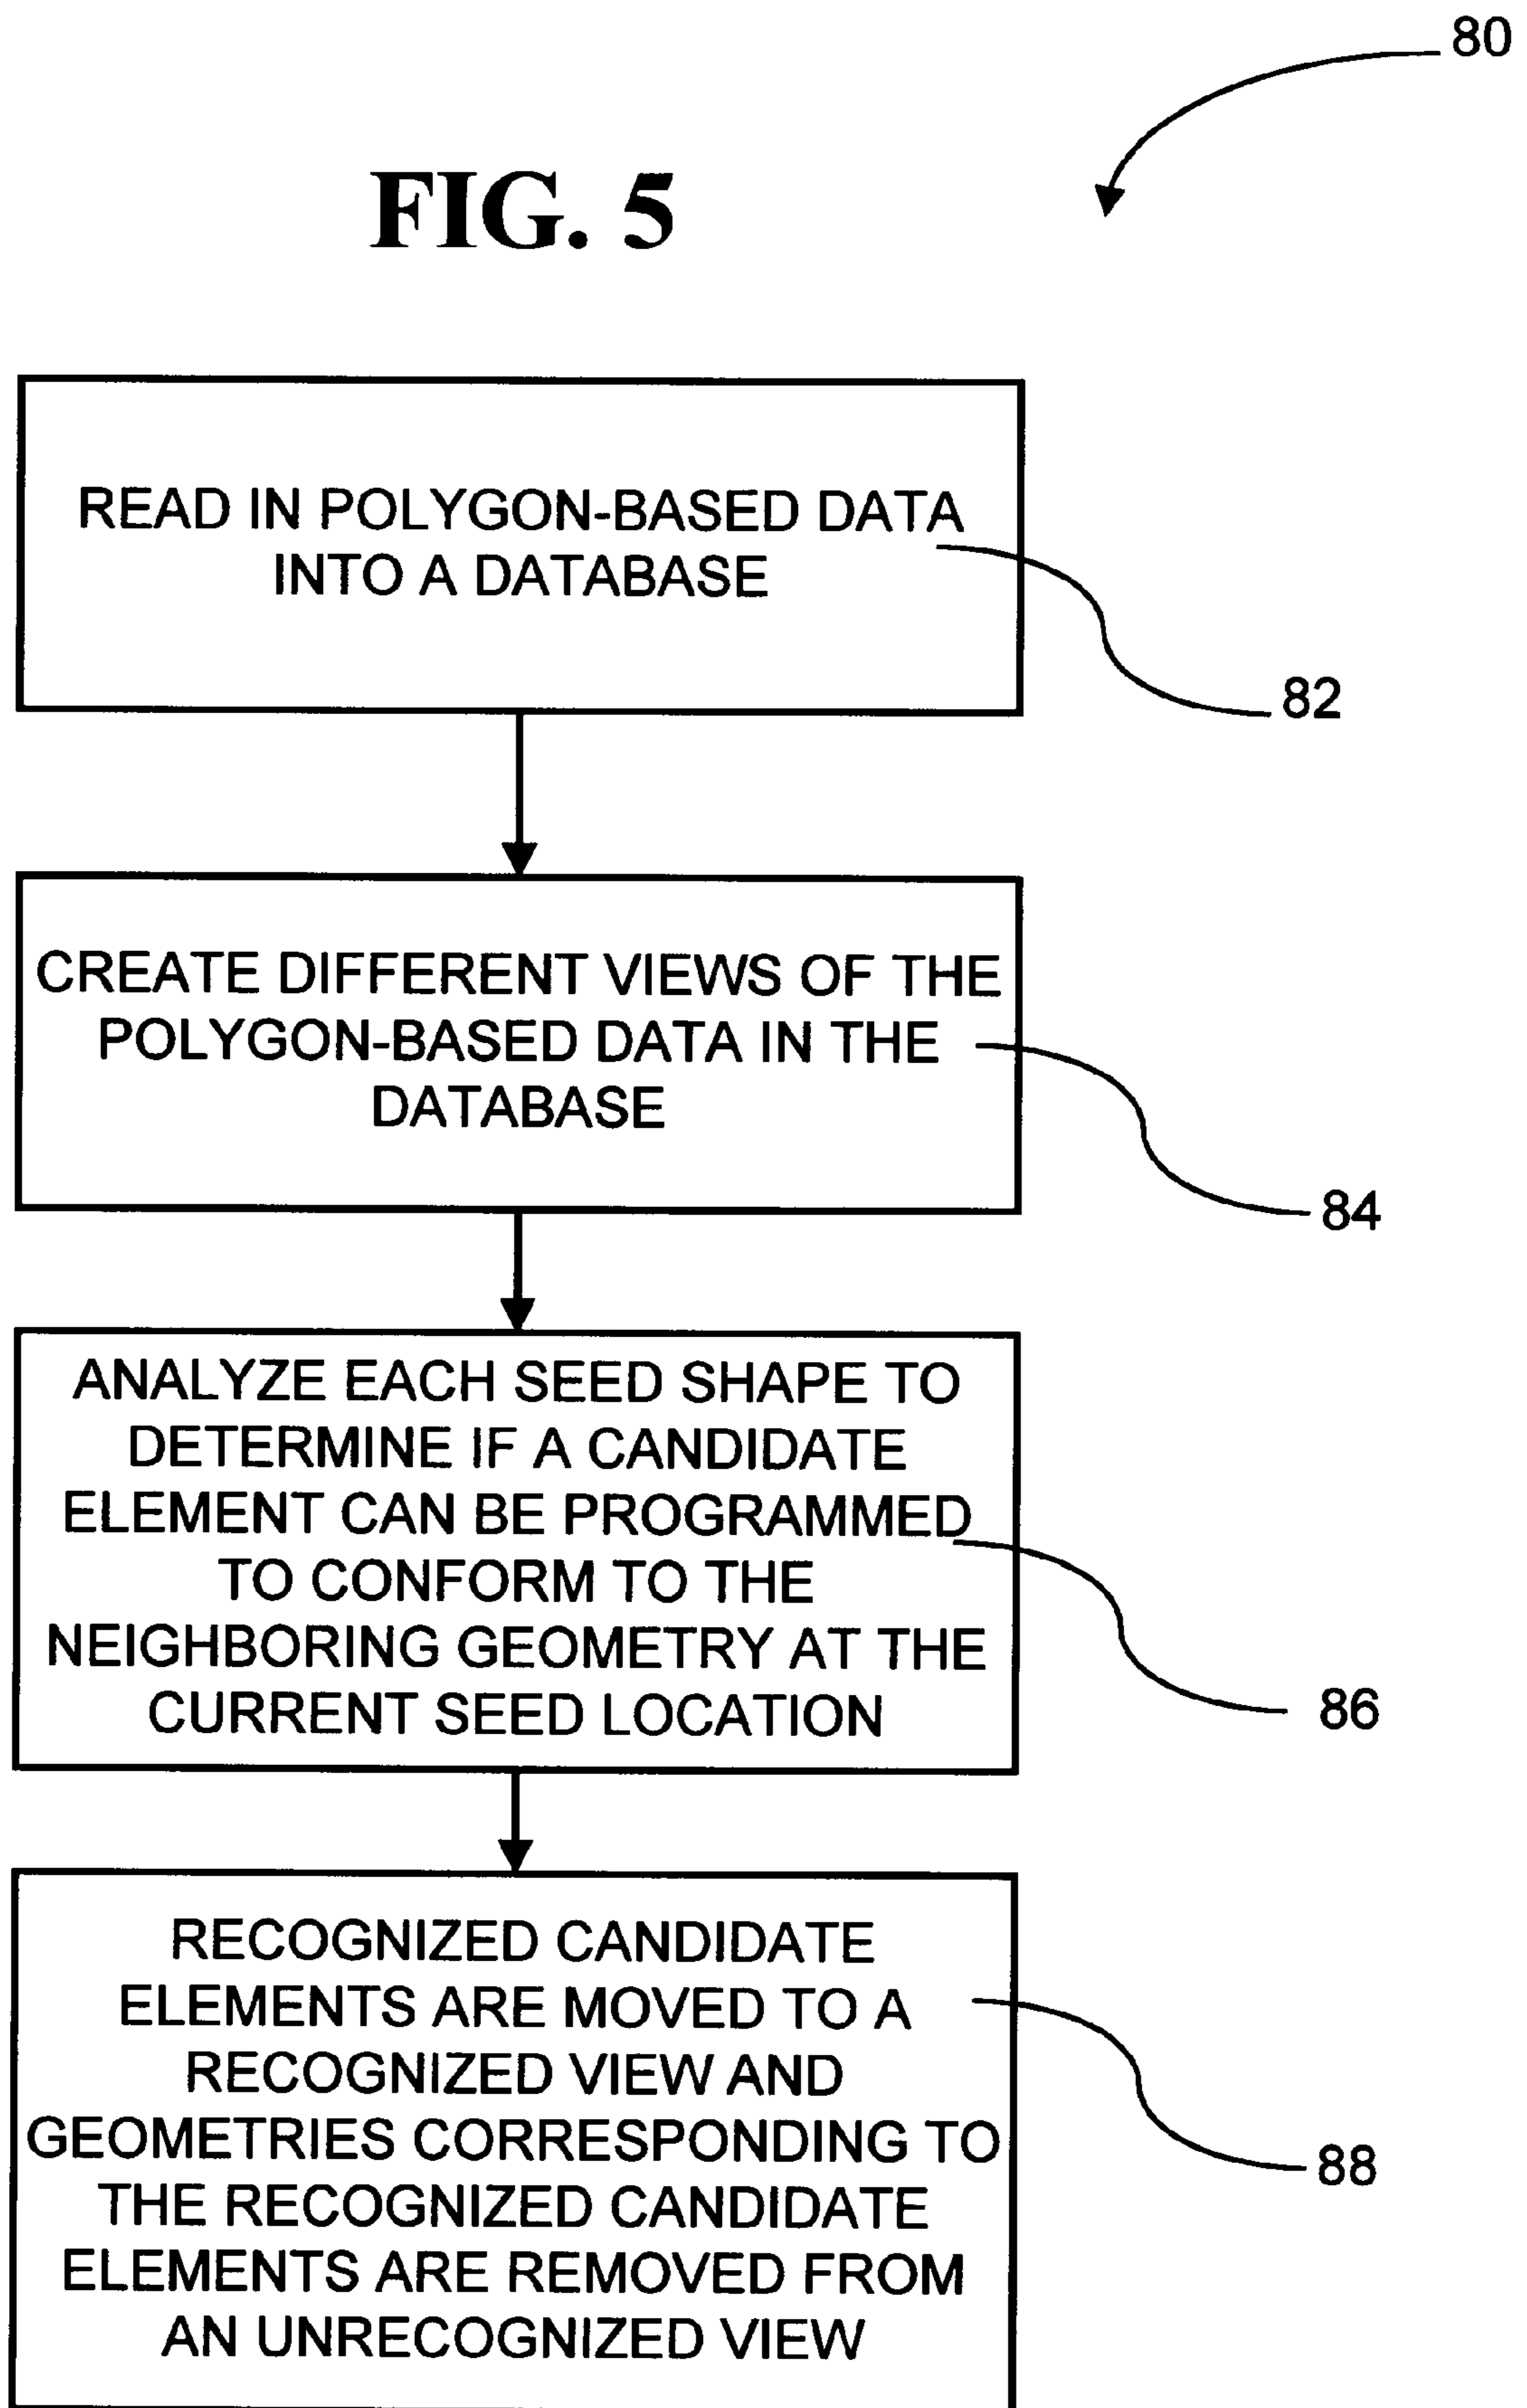 80
FIG. 5
READ IN POLYGON-BASED DATA
INTO A DATABASE
82
CREATE DIFFERENT VIEWS OF THE
POLYGON-BASED DATA IN THE
DATABASE
84
ANALYZE EACH SEED SHAPE TO
DETERMINE IF A CANDIDATE
ELEMENT CAN BE PROGRAMMED
TO CONFORM TO THE
NEIGHBORING GEOMETRY AT THE
CURRENT SEED LOCATION
86
RECOGNIZED CANDIDATE
ELEMENTS ARE MOVED TO A
RECOGNIZED VIEW AND
GEOMETRIES CORRESPONDING TO
THE RECOGNIZED CANDIDATE
ELEMENTS ARE REMOVED FROM
AN UNRECOGNIZED VIEW
88